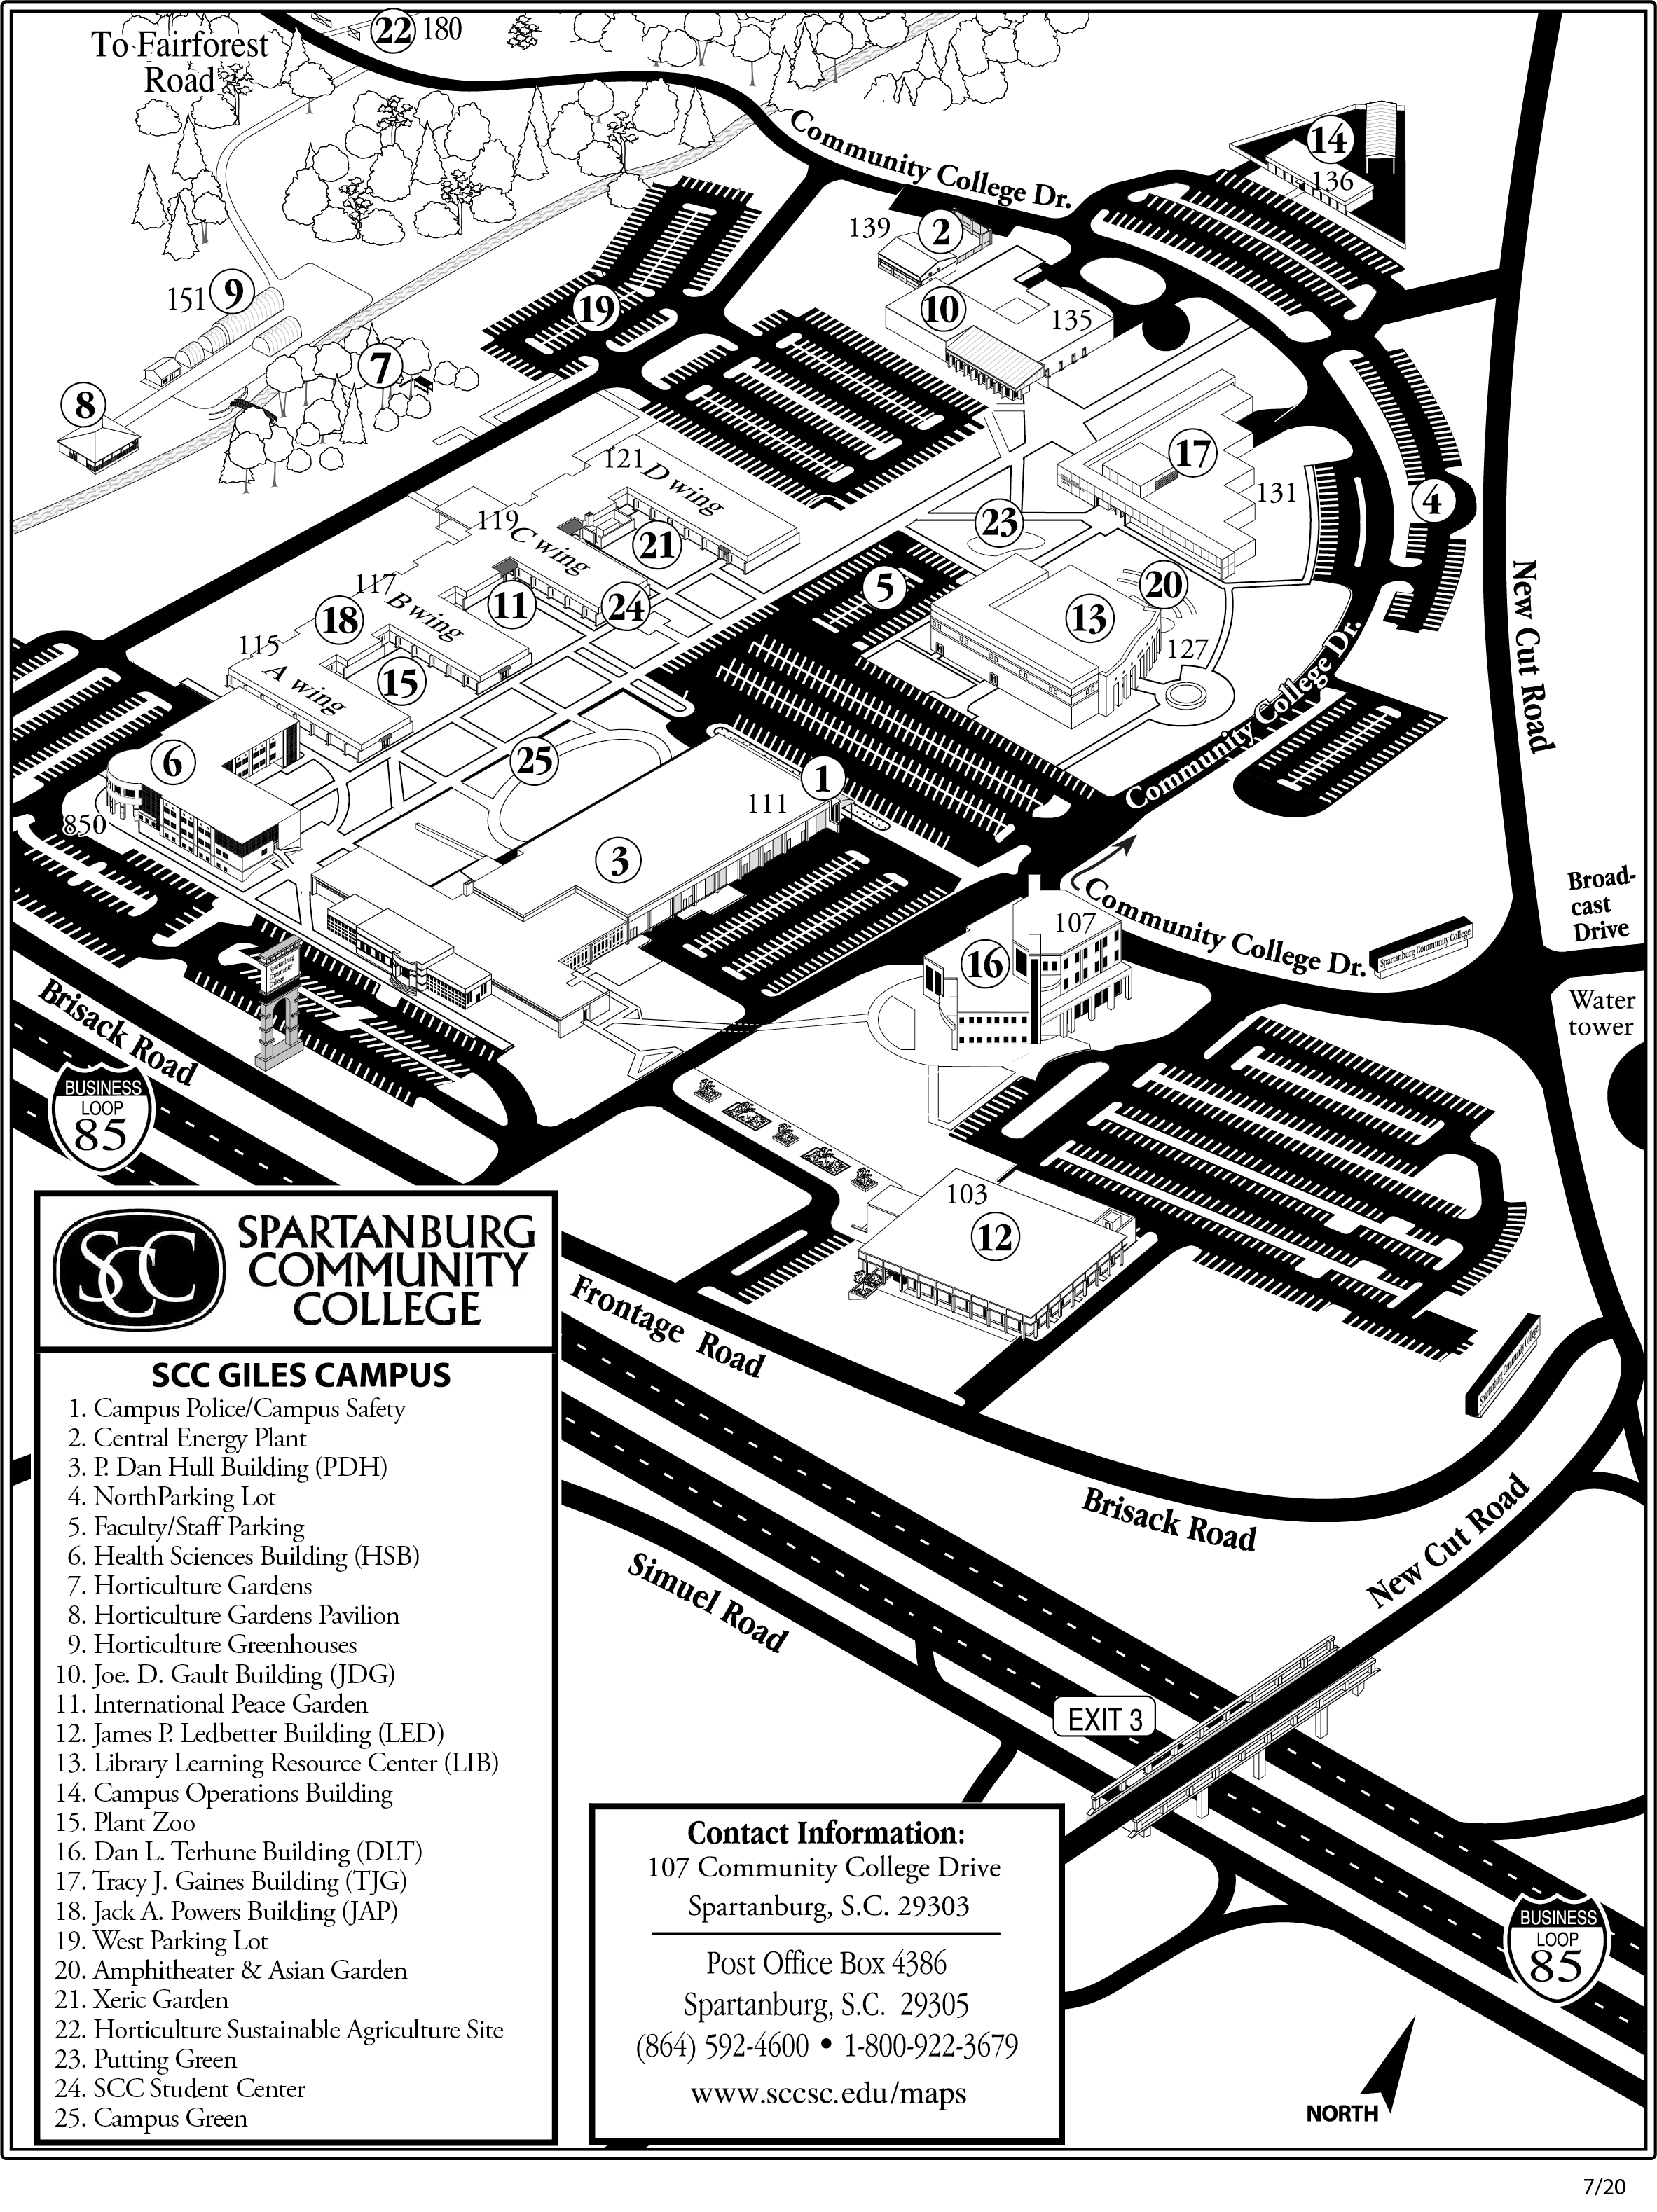 To Fairforest
Road
22 180
Community College Dr.
14
136
139 2
10
135
19
151 9
7
8
17
131
4
121 D wing
119 C wing
21
23
5
20
13
127
117 B wing
11
24
18
115
A wing
15
New Cut Road
Community College Dr.
6
850
25
1
111
3
Community College Dr.
107
16
Spartanburg Community College
Broad-
cast
Drive
Water
tower
Spartanburg
Community
College
Brisack Road
BUSINESS
LOOP
85
103
12
Spartanburg Community College
Frontage Road
Brisack Road
New Cut Road
Simuel Road
EXIT 3
BUSINESS
LOOP
85
NORTH
SCC
SPARTANBURG
COMMUNITY
COLLEGE
SCC GILES CAMPUS
1. Campus Police/Campus Safety
2. Central Energy Plant
3. P. Dan Hull Building (PDH)
4. NorthParking Lot
5. Faculty/Staff Parking
6. Health Sciences Building (HSB)
7. Horticulture Gardens
8. Horticulture Gardens Pavilion
9. Horticulture Greenhouses
10. Joe. D. Gault Building (JDG)
11. International Peace Garden
12. James P. Ledbetter Building (LED)
13. Library Learning Resource Center (LIB)
14. Campus Operations Building
15. Plant Zoo
16. Dan L. Terhune Building (DLT)
17. Tracy J. Gaines Building (TJG)
18. Jack A. Powers Building (JAP)
19. West Parking Lot
20. Amphitheater & Asian Garden
21. Xeric Garden
22. Horticulture Sustainable Agriculture Site
23. Putting Green
24. SCC Student Center
25. Campus Green
Contact Information:
107 Community College Drive
Spartanburg, S.C. 29303
Post Office Box 4386
Spartanburg, S.C. 29305
(864) 592-4600 • 1-800-922-3679
www.sccsc.edu/maps
7/20